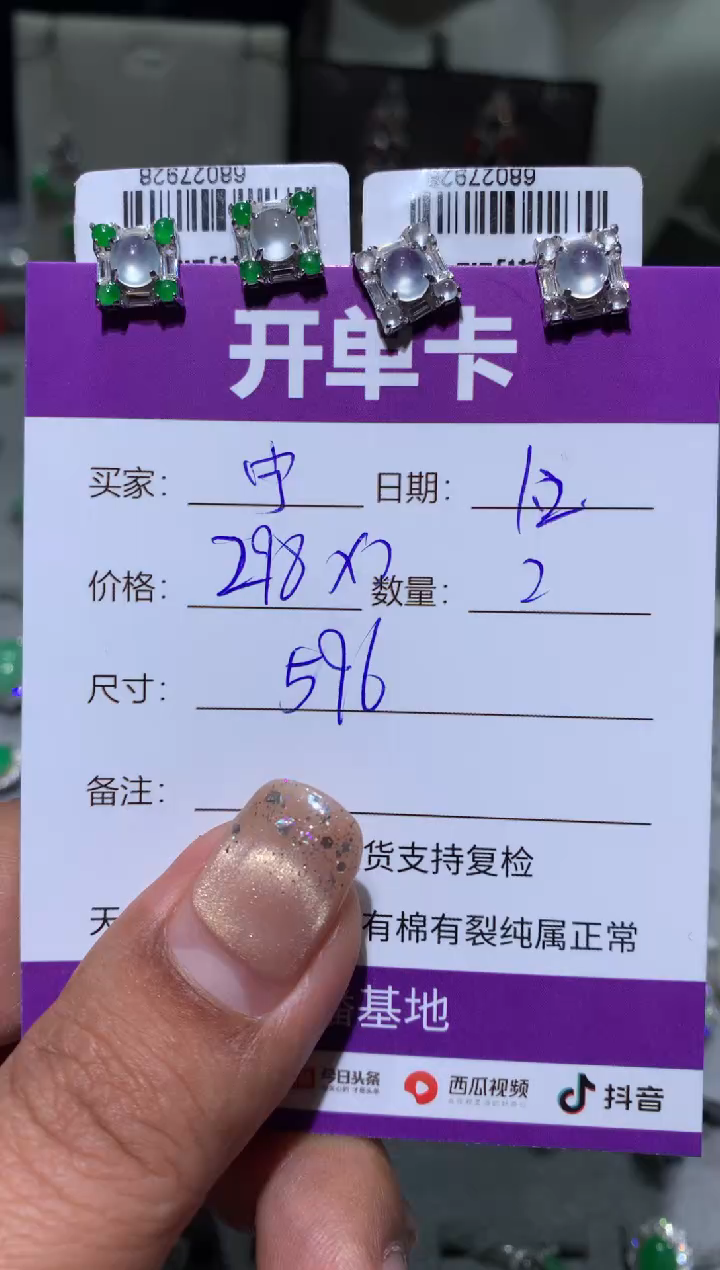 68027928
68027928
开单卡
买家：
日期：12.
价格：298 x2 数量：2
尺寸：596
备注：
货支持复检
天
有棉有裂纯属正常
基地
今日头条 西瓜视频 抖音